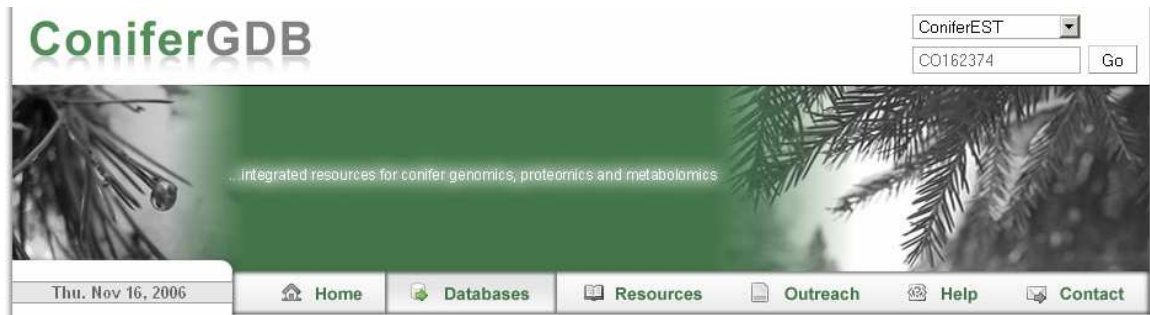 ConiferGDB
ConiferEST
CO162374
Go
...integrated resources for conifer genomics, proteomics and metabolomics
Thu. Nov 16, 2006
Home
Databases
Resources
Outreach
Help
Contact